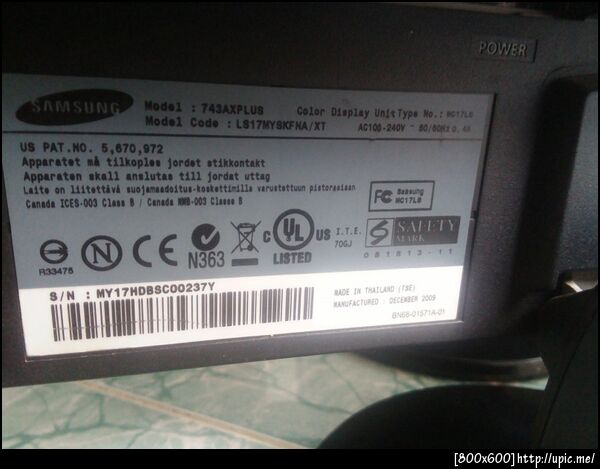 POWER
SAMSUNG
Model : 743AXPLUS Color Display Unit Type No.: MC17LS
Model Code : LS17MYSKFNA/XT AC100-240V~ 50/60Hz 0.4A
US PAT.NO. 5,670,972
Apparatet må tilkoples jordet stikkontakt
Apparaten skall anslutas till jordat uttag
Laite on liitettävä suojamaadoitus-koskettimilla varustettuun pistorasiaan
Canada ICES-003 Class B / Canada NMB-003 Classe B
FC Samsung
MC17LS
R33475
N
CE
N363
C UL US
LISTED
I.T.E.
70GJ
S SAFETY
MARK
081813-11
S/N : MY17HDBSC00237Y
MADE IN THAILAND (TSE)
MANUFACTURED : DECEMBER 2009
BN68-01571A-01
[800x600]http://upic.me/